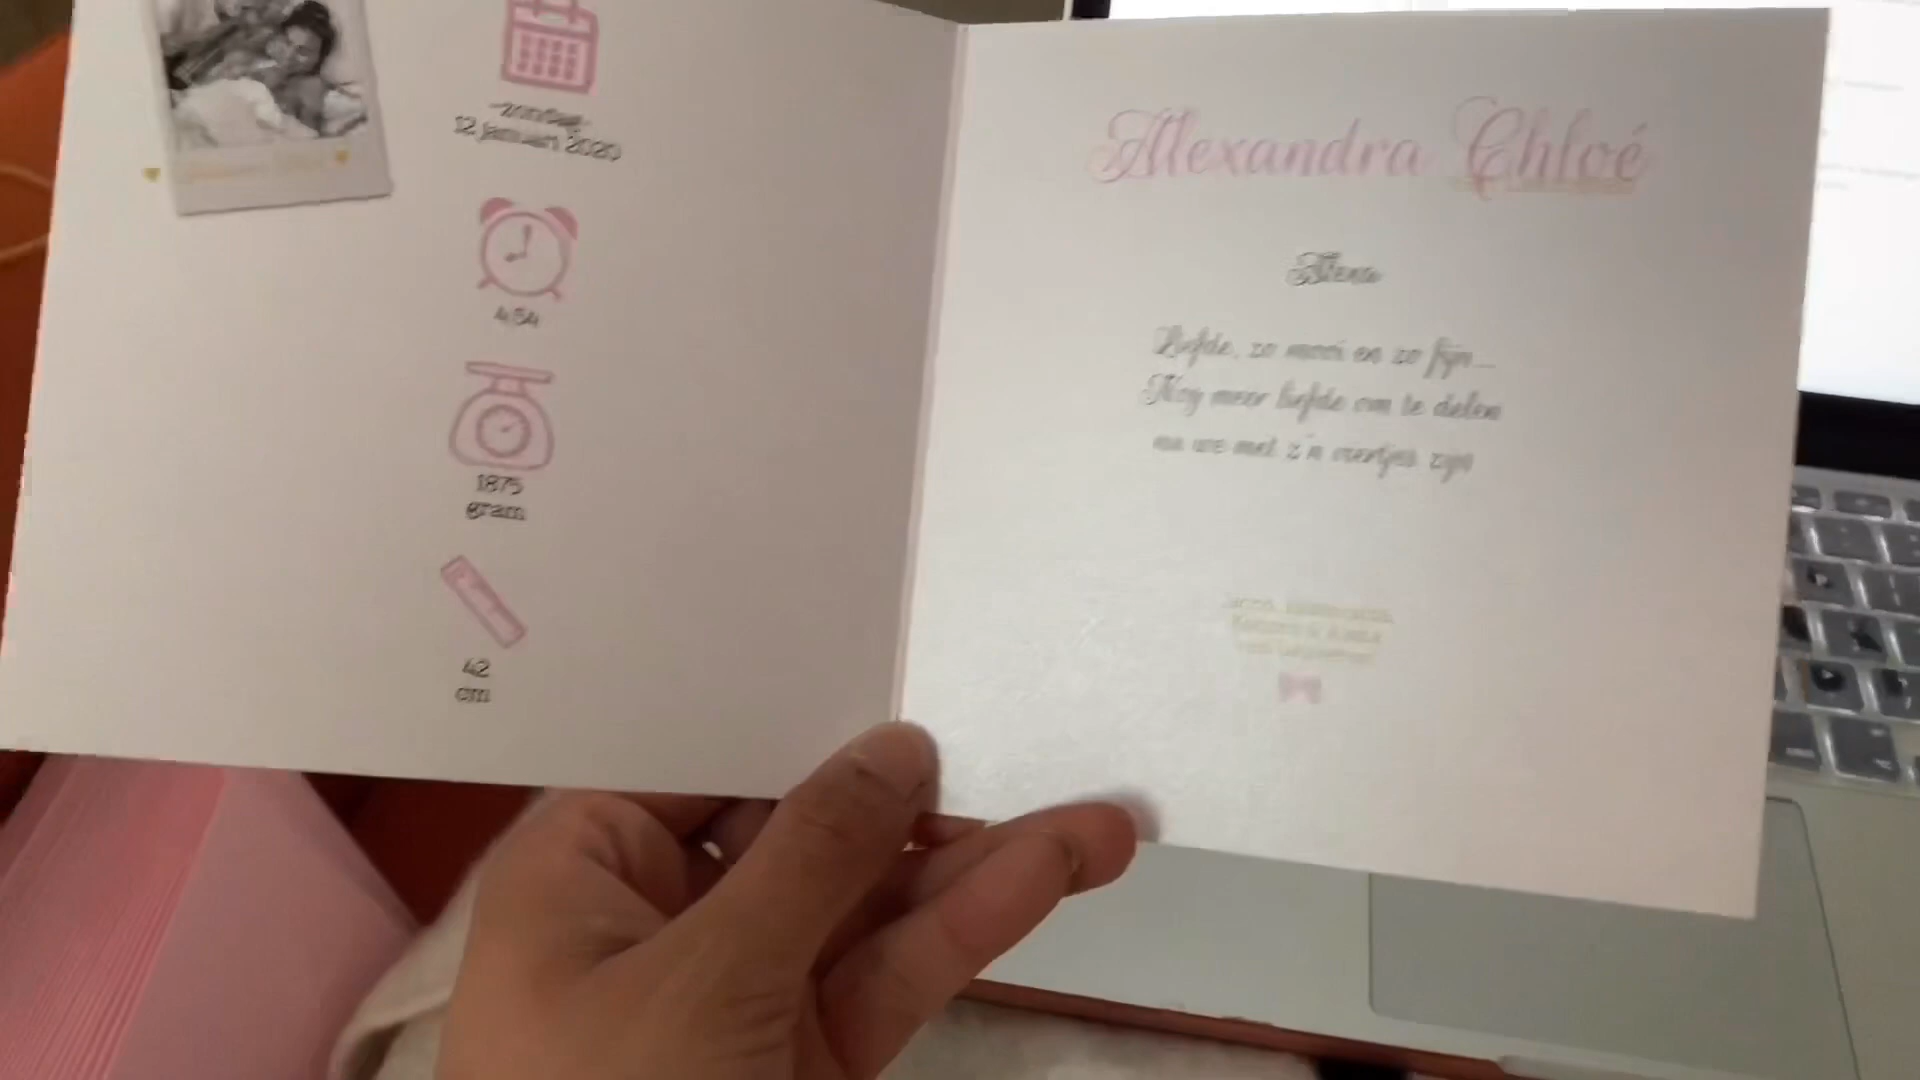 zondag
12 januari 2020
4:54
1875
gram
42
cm
Alexandra Chloé
Liefde, zo mooi en zo fijn...
Nog meer liefde om te delen
nu we met z'n viertjes zijn